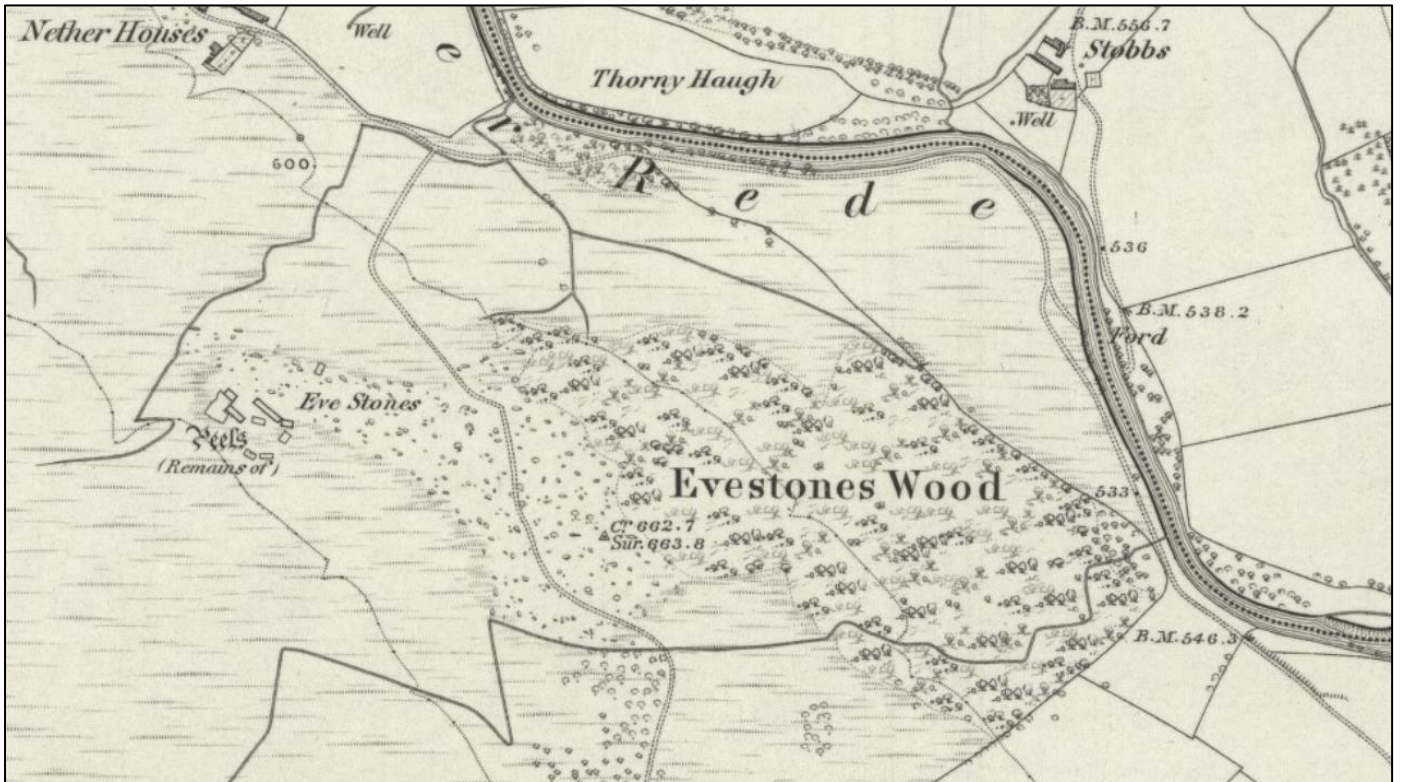 Nether Houses
Well
B.M. 556.7
Stobbs
Thorny Haugh
Well
600
e r
R e d e
536
B.M. 538.2
Ford
Eve Stones
Peels
(Remains of)
Evestones Wood
533
Cr 662.7
Sur. 663.8
B.M. 546.3